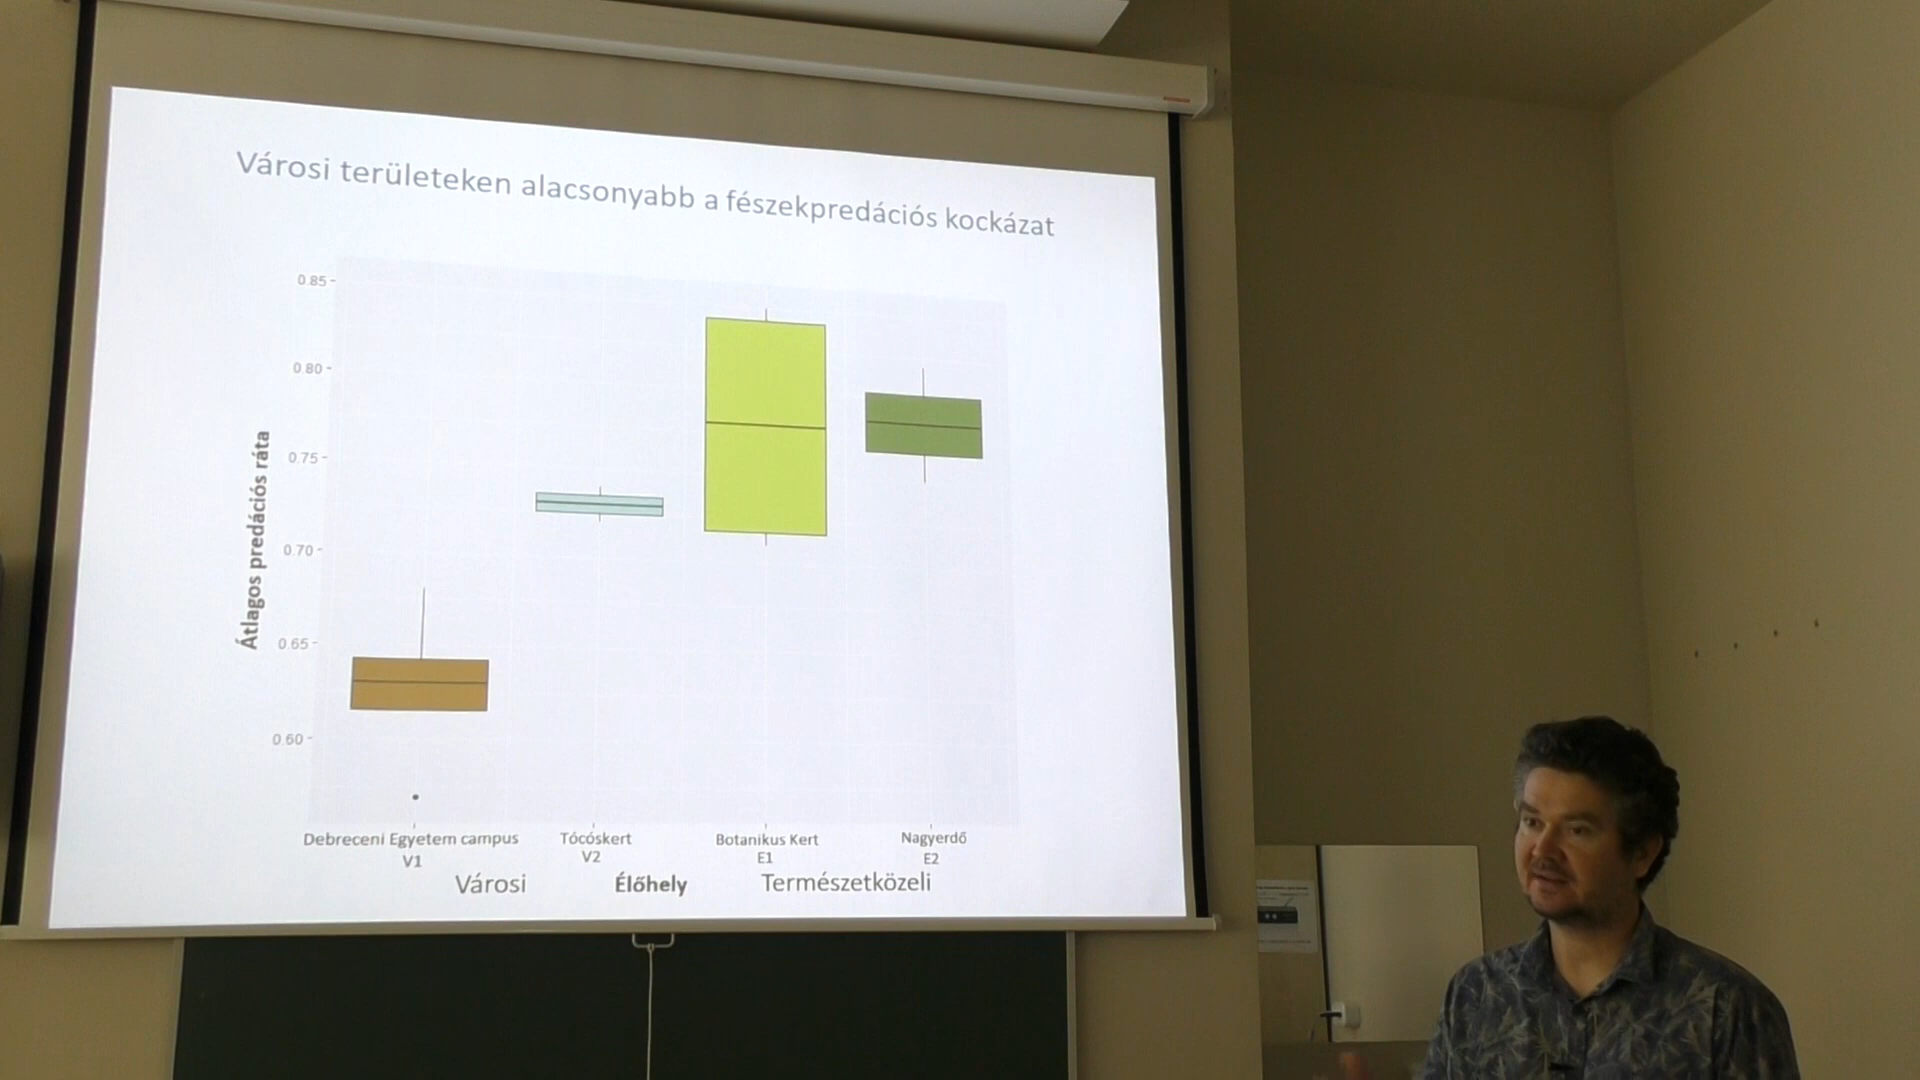 Városi területeken alacsonyabb a fészekpredációs kockázat
Átlagos predációs ráta
0.85
0.80
0.75
0.70
0.65
0.60
Debreceni Egyetem campus
V1
Tócóskert
V2
Botanikus Kert
E1
Nagyerdő
E2
Városi
Élőhely
Természetközeli